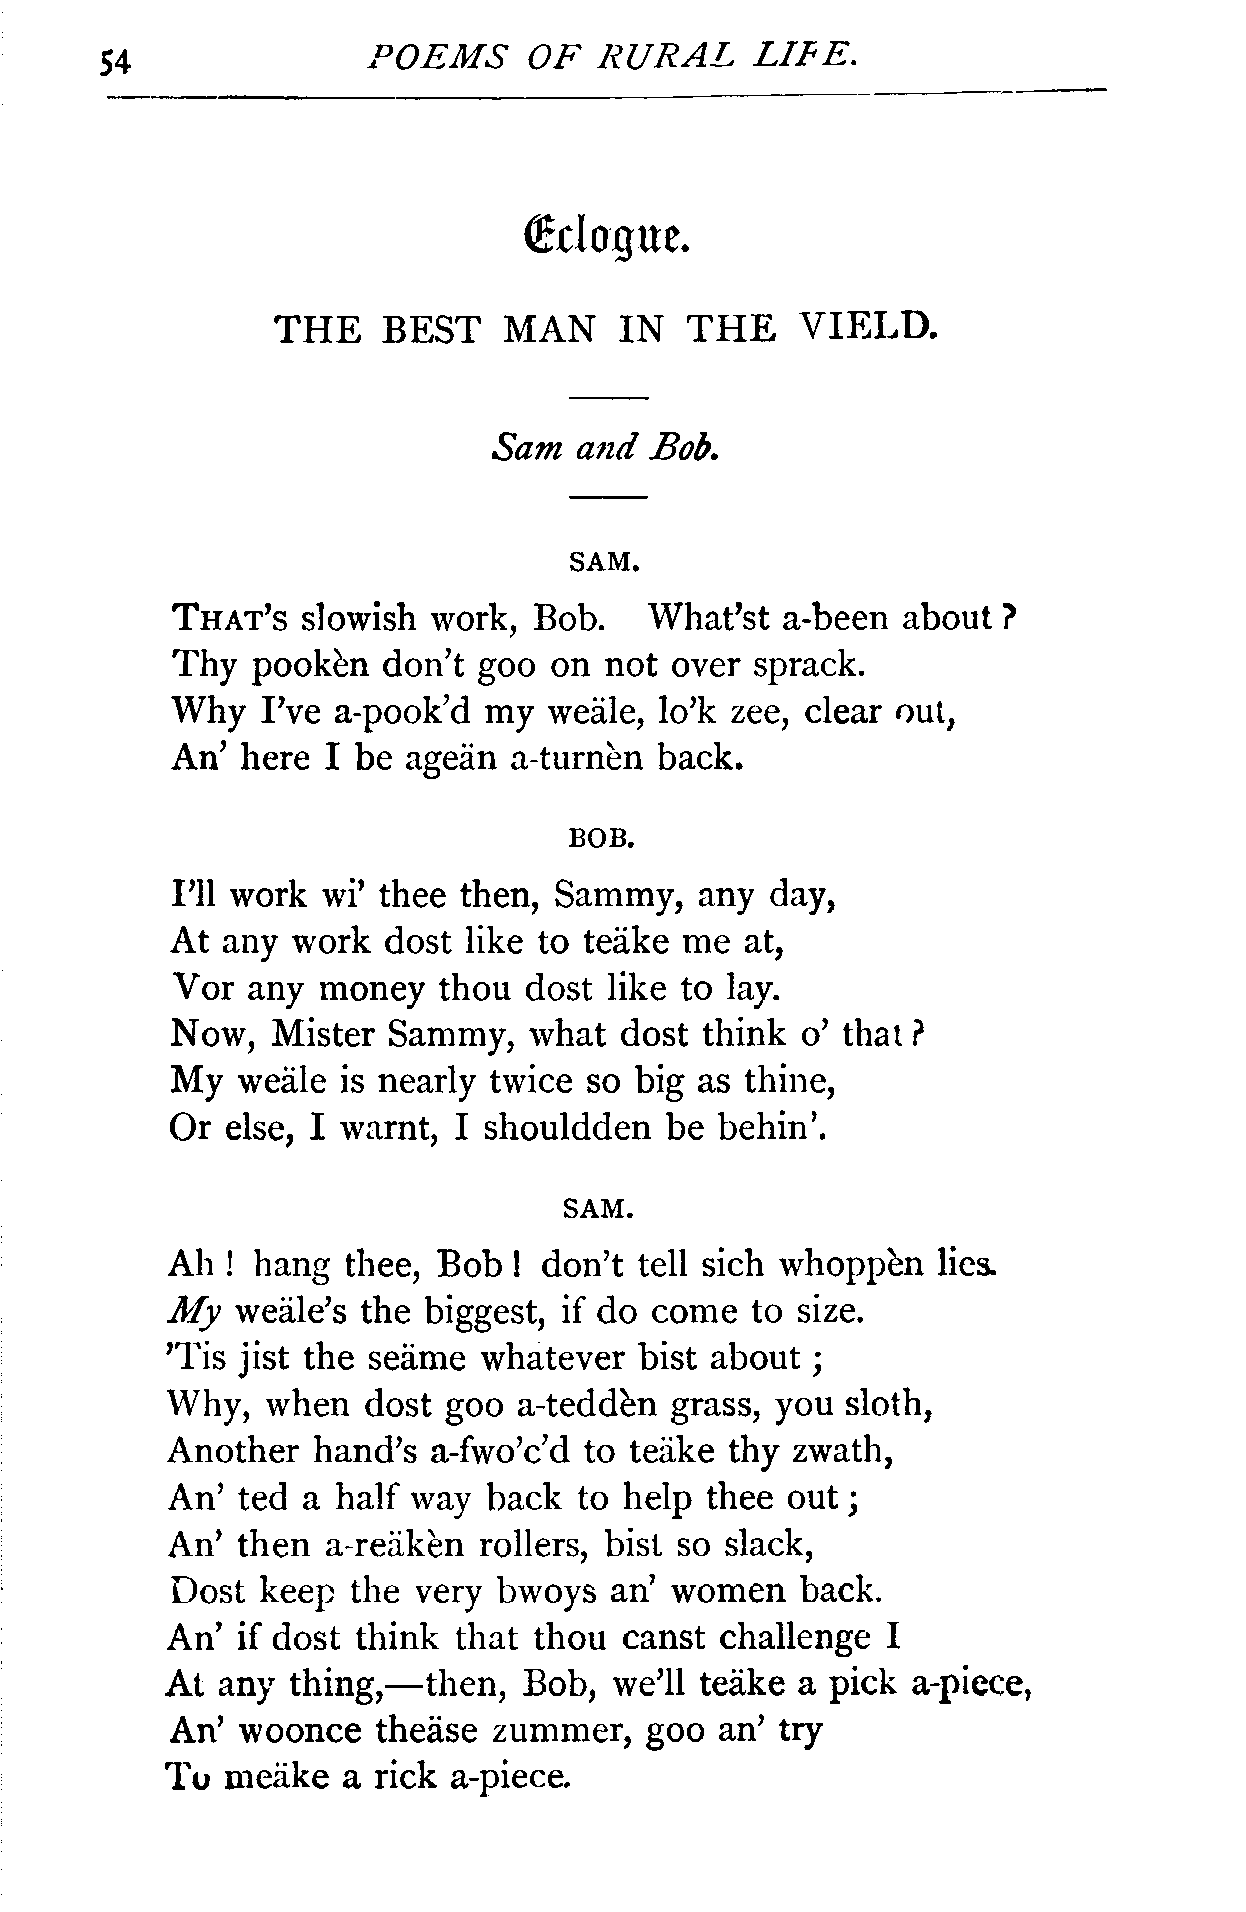 54 POEMS OF RURAL LIFE.
Eclogue.
THE BEST MAN IN THE VIELD.
Sam and Bob.
SAM.
THAT'S slowish work, Bob. What'st a-been about?
Thy pookèn don't goo on not over sprack.
Why I've a-pook'd my weäle, lo'k zee, clear out,
An' here I be ageän a-turnèn back.
BOB.
I'll work wi' thee then, Sammy, any day,
At any work dost like to teäke me at,
Vor any money thou dost like to lay.
Now, Mister Sammy, what dost think o' that?
My weäle is nearly twice so big as thine,
Or else, I warnt, I shouldden be behin'.
SAM.
Ah! hang thee, Bob! don't tell sich whoppèn lies.
My weäle's the biggest, if do come to size.
'Tis jist the seäme whatever bist about;
Why, when dost goo a-teddèn grass, you sloth,
Another hand's a-fwo'c'd to teäke thy zwath,
An' ted a half way back to help thee out;
An' then a-reäkèn rollers, bist so slack,
Dost keep the very bwoys an' women back.
An' if dost think that thou canst challenge I
At any thing,—then, Bob, we'll teäke a pick a-piece,
An' woonce theäse zummer, goo an' try
To meäke a rick a-piece.